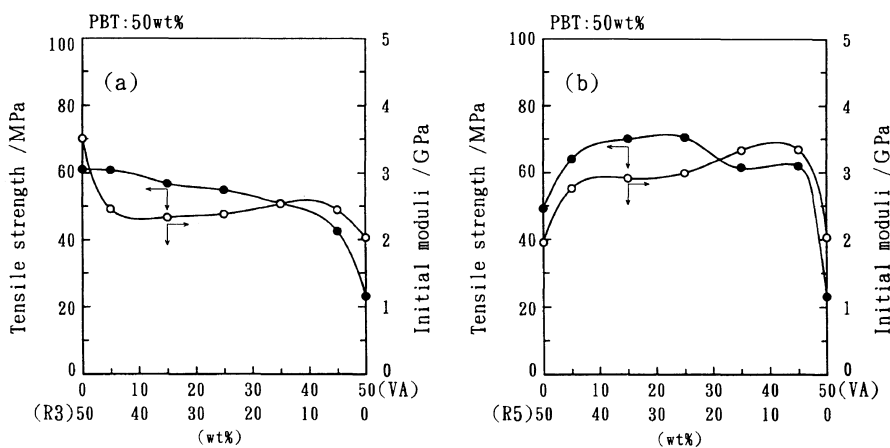 PBT:50wt%
100
80
60
40
20
0
Tensile strength /MPa
(a)
5
4
3
2
1
0
Initial moduli /GPa
0 10 20 30 40 50 (VA)
(R3) 50 40 30 20 10 0
(wt%)
PBT:50wt%
100
80
60
40
20
0
Tensile strength /MPa
(b)
5
4
3
2
1
0
Initial moduli /GPa
0 10 20 30 40 50 (VA)
(R5) 50 40 30 20 10 0
(wt%)